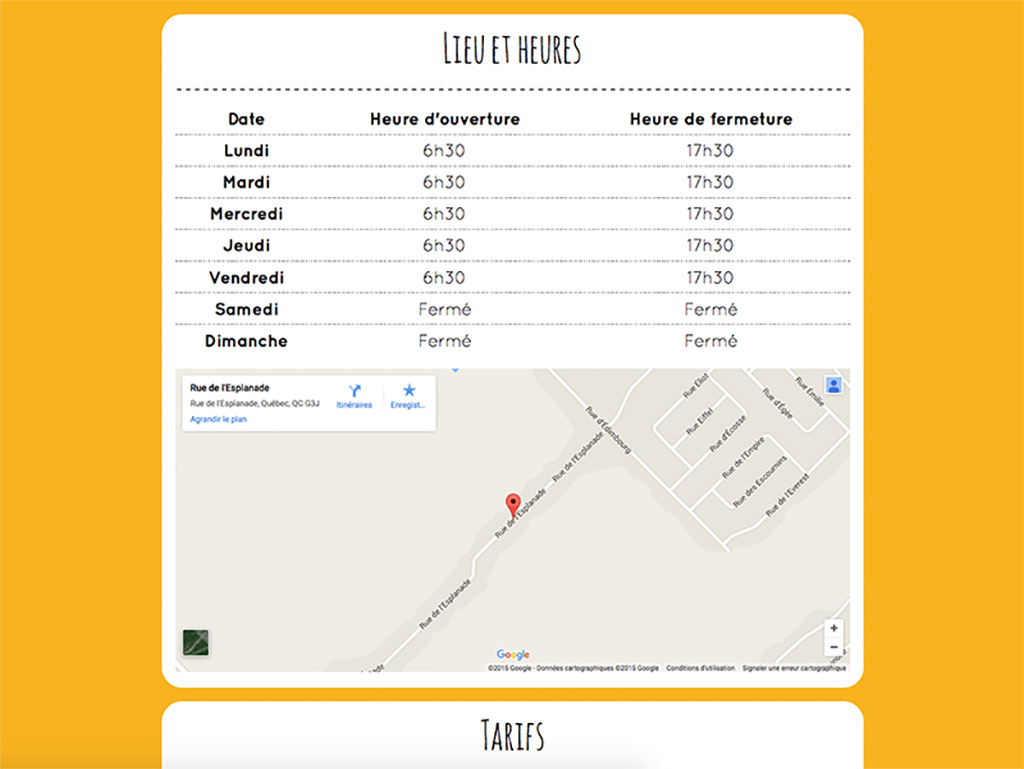 Lieu et heures
Date Heure d'ouverture Heure de fermeture
Lundi 6h30 17h30
Mardi 6h30 17h30
Mercredi 6h30 17h30
Jeudi 6h30 17h30
Vendredi 6h30 17h30
Samedi Fermé Fermé
Dimanche Fermé Fermé
Rue de l'Esplanade
Rue de l'Esplanade, Québec, QC G3J
Agrandir le plan
Itinéraires
Enregist...
Rue Eliot
Rue Émilie
Rue d'Égée
Rue Eiffel
Rue d'Édimbourg
Rue d'Écosse
Rue de l'Esplanade
Rue de l'Empire
Rue des Escoumins
Rue de l'Everest
Rue de l'Esplanade
Rue de l'Esplanade
+
−
Google
©2015 Google - Données cartographiques ©2015 Google Conditions d'utilisation Signaler une erreur cartographique
Tarifs